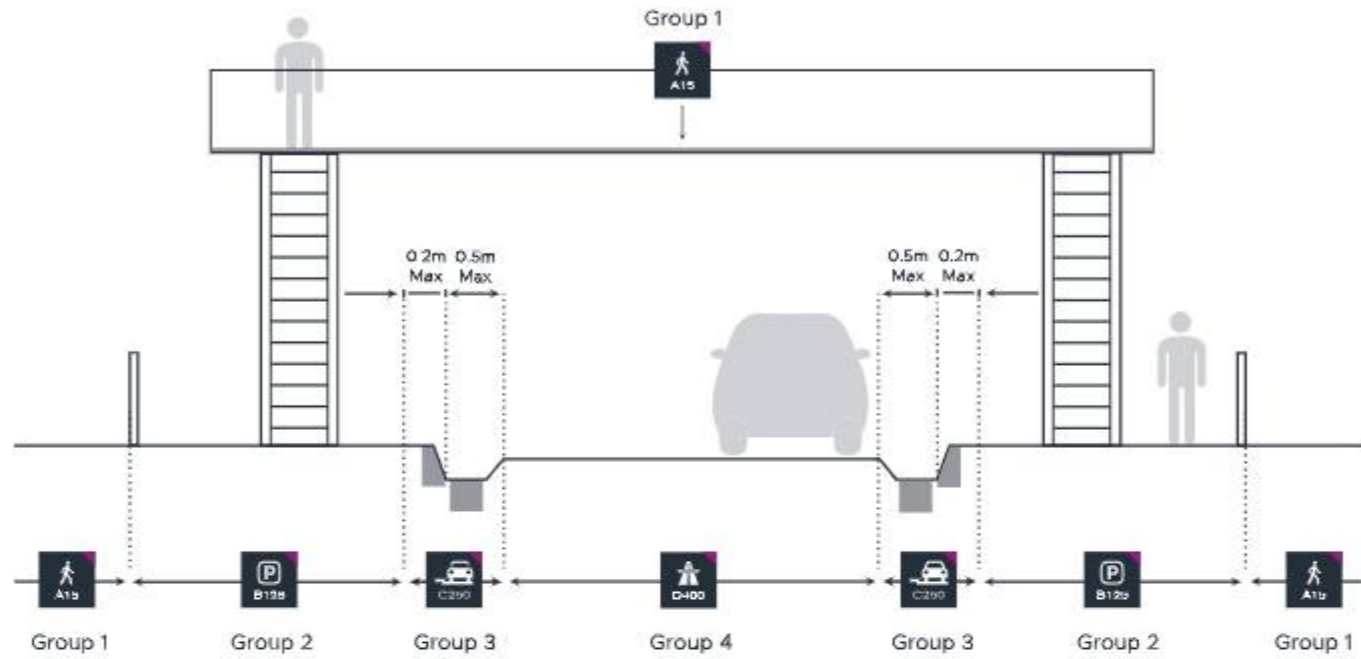 Group 1
A15
0.2m 0.5m
Max Max
0.5m 0.2m
Max Max
A15
P
B125
C250
D400
C250
P
B125
A15
Group 1
Group 2
Group 3
Group 4
Group 3
Group 2
Group 1